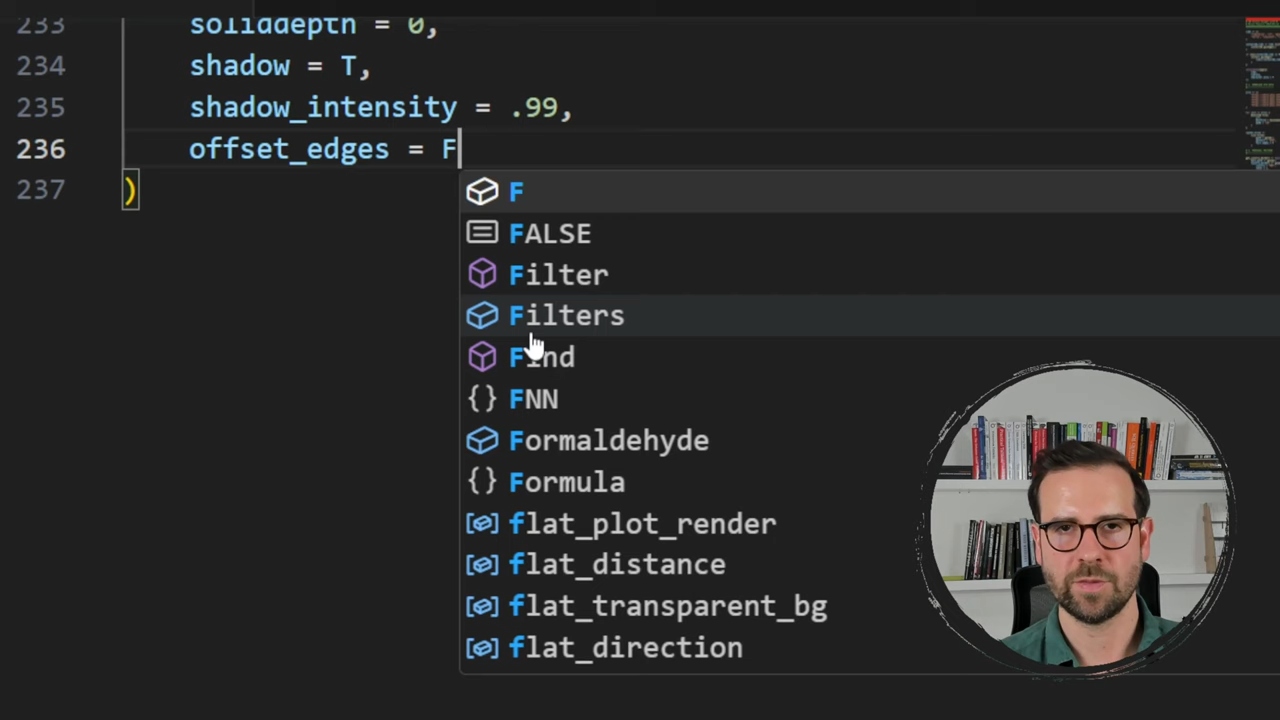 233 soliddepth = 0,
234 shadow = T,
235 shadow_intensity = .99,
236 offset_edges = F
237 )
F
FALSE
Filter
Filters
Find
FNN
Formaldehyde
Formula
flat_plot_render
flat_distance
flat_transparent_bg
flat_direction